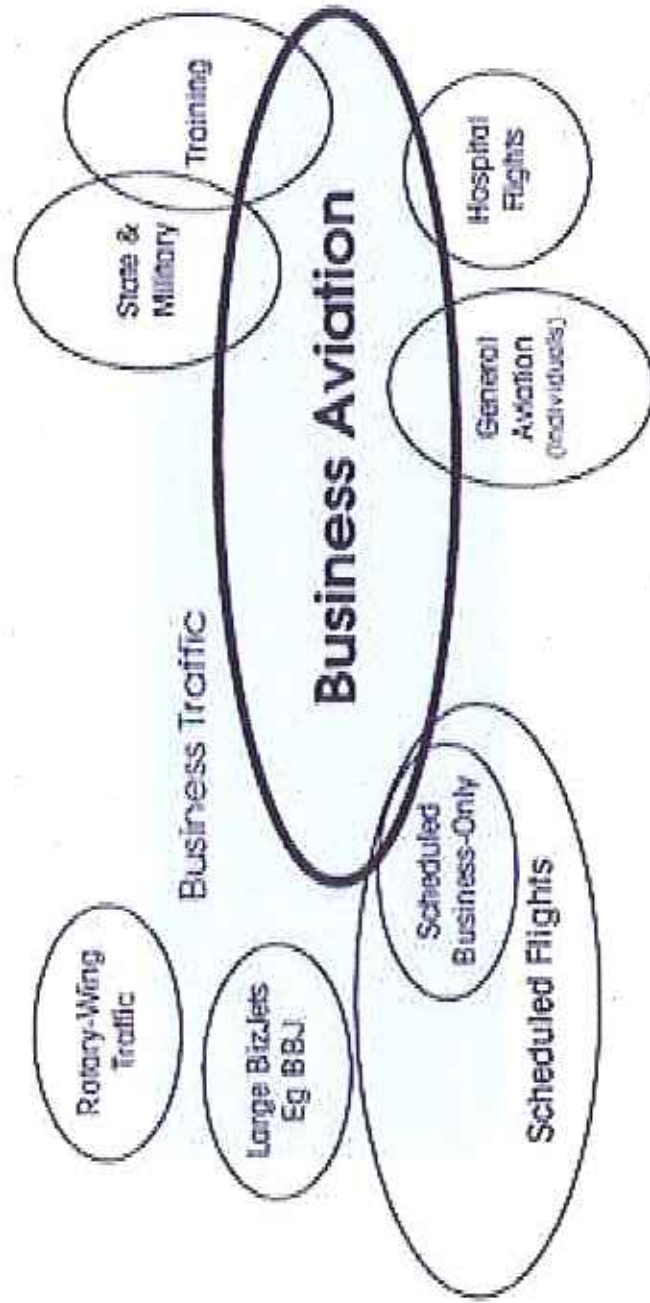 Rotary-Wing
Traffic
Business Traffic
State &
Military
Training
Large BizJets
Eg BBJ
Business Aviation
Scheduled
Business-Only
Scheduled Flights
General
Aviation
(Individuals)
Hospital
Flights